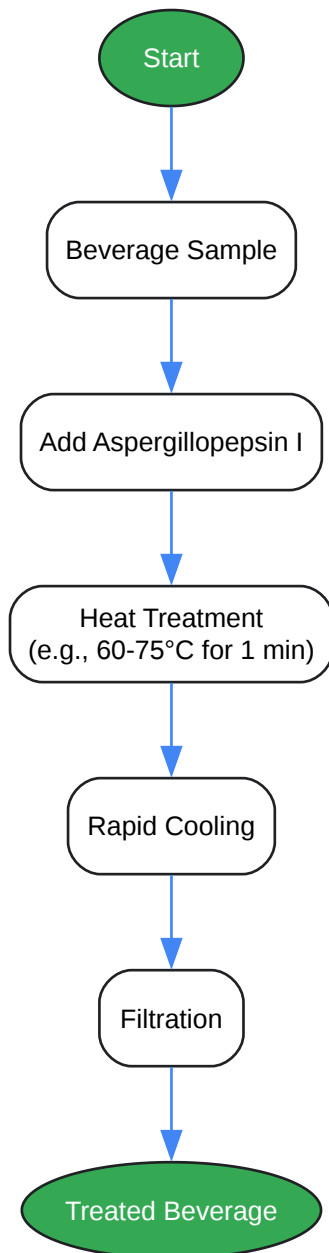 Start
Beverage Sample
Add Aspergillopepsin I
Heat Treatment
(e.g., 60-75°C for 1 min)
Rapid Cooling
Filtration
Treated Beverage